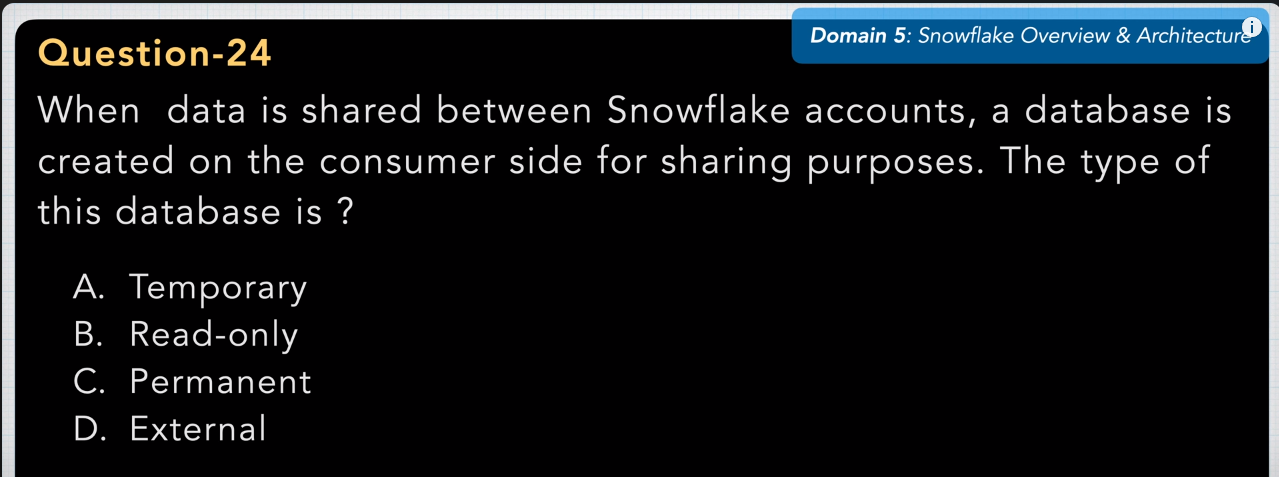 Domain 5: Snowflake Overview & Architecture
i
Question-24
When data is shared between Snowflake accounts, a database is
created on the consumer side for sharing purposes. The type of
this database is ?
A. Temporary
B. Read-only
C. Permanent
D. External